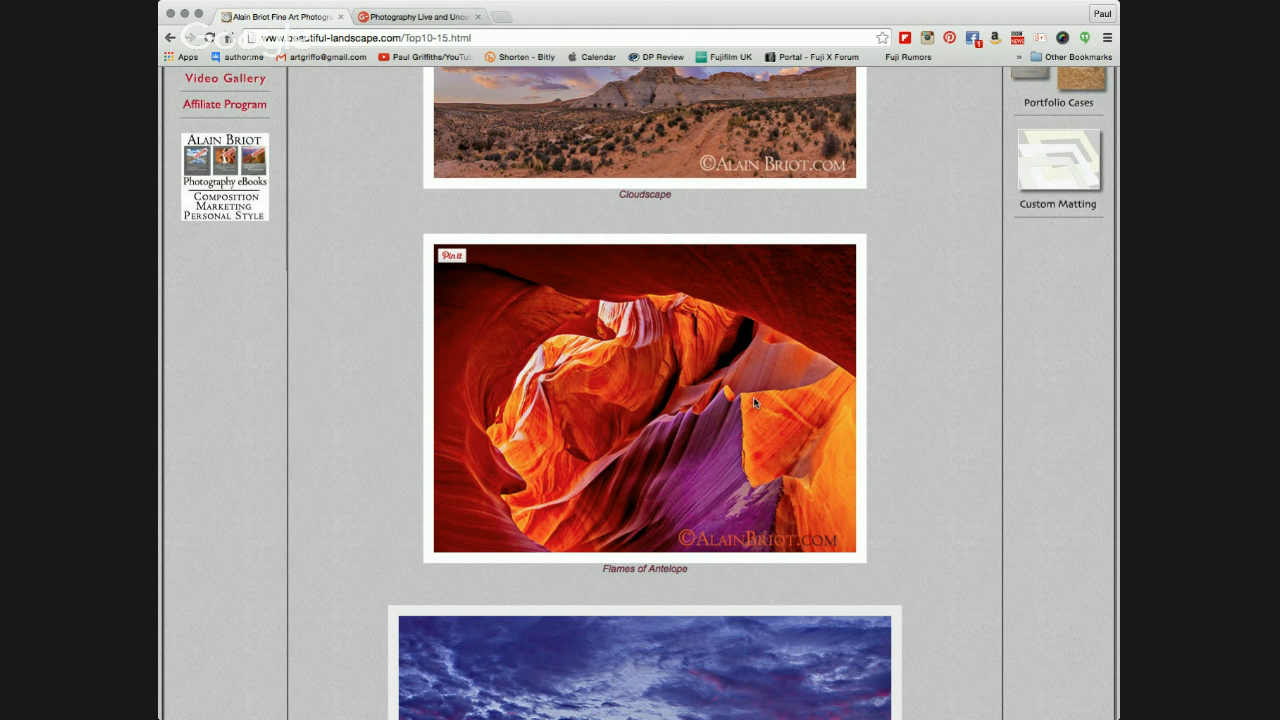 Alain Briot Fine Art Photogra
Photography Live and Uncu
Paul
Google
www.beautiful-landscape.com/Top10-15.html
Apps
author:me
artgriffo@gmail.com
Paul Griffiths/YouTu
Shorten - Bitly
Calendar
DP Review
Fujifilm UK
Portal - Fuji X Forum
Fuji Rumors
»
Other Bookmarks
Video Gallery
Affiliate Program
ALAIN BRIOT
Photography eBooks
COMPOSITION
MARKETING
PERSONAL STYLE
©ALAIN BRIOT.COM
Cloudscape
Pin it
©ALAINBRIOT.COM
Flames of Antelope
Portfolio Cases
Custom Matting